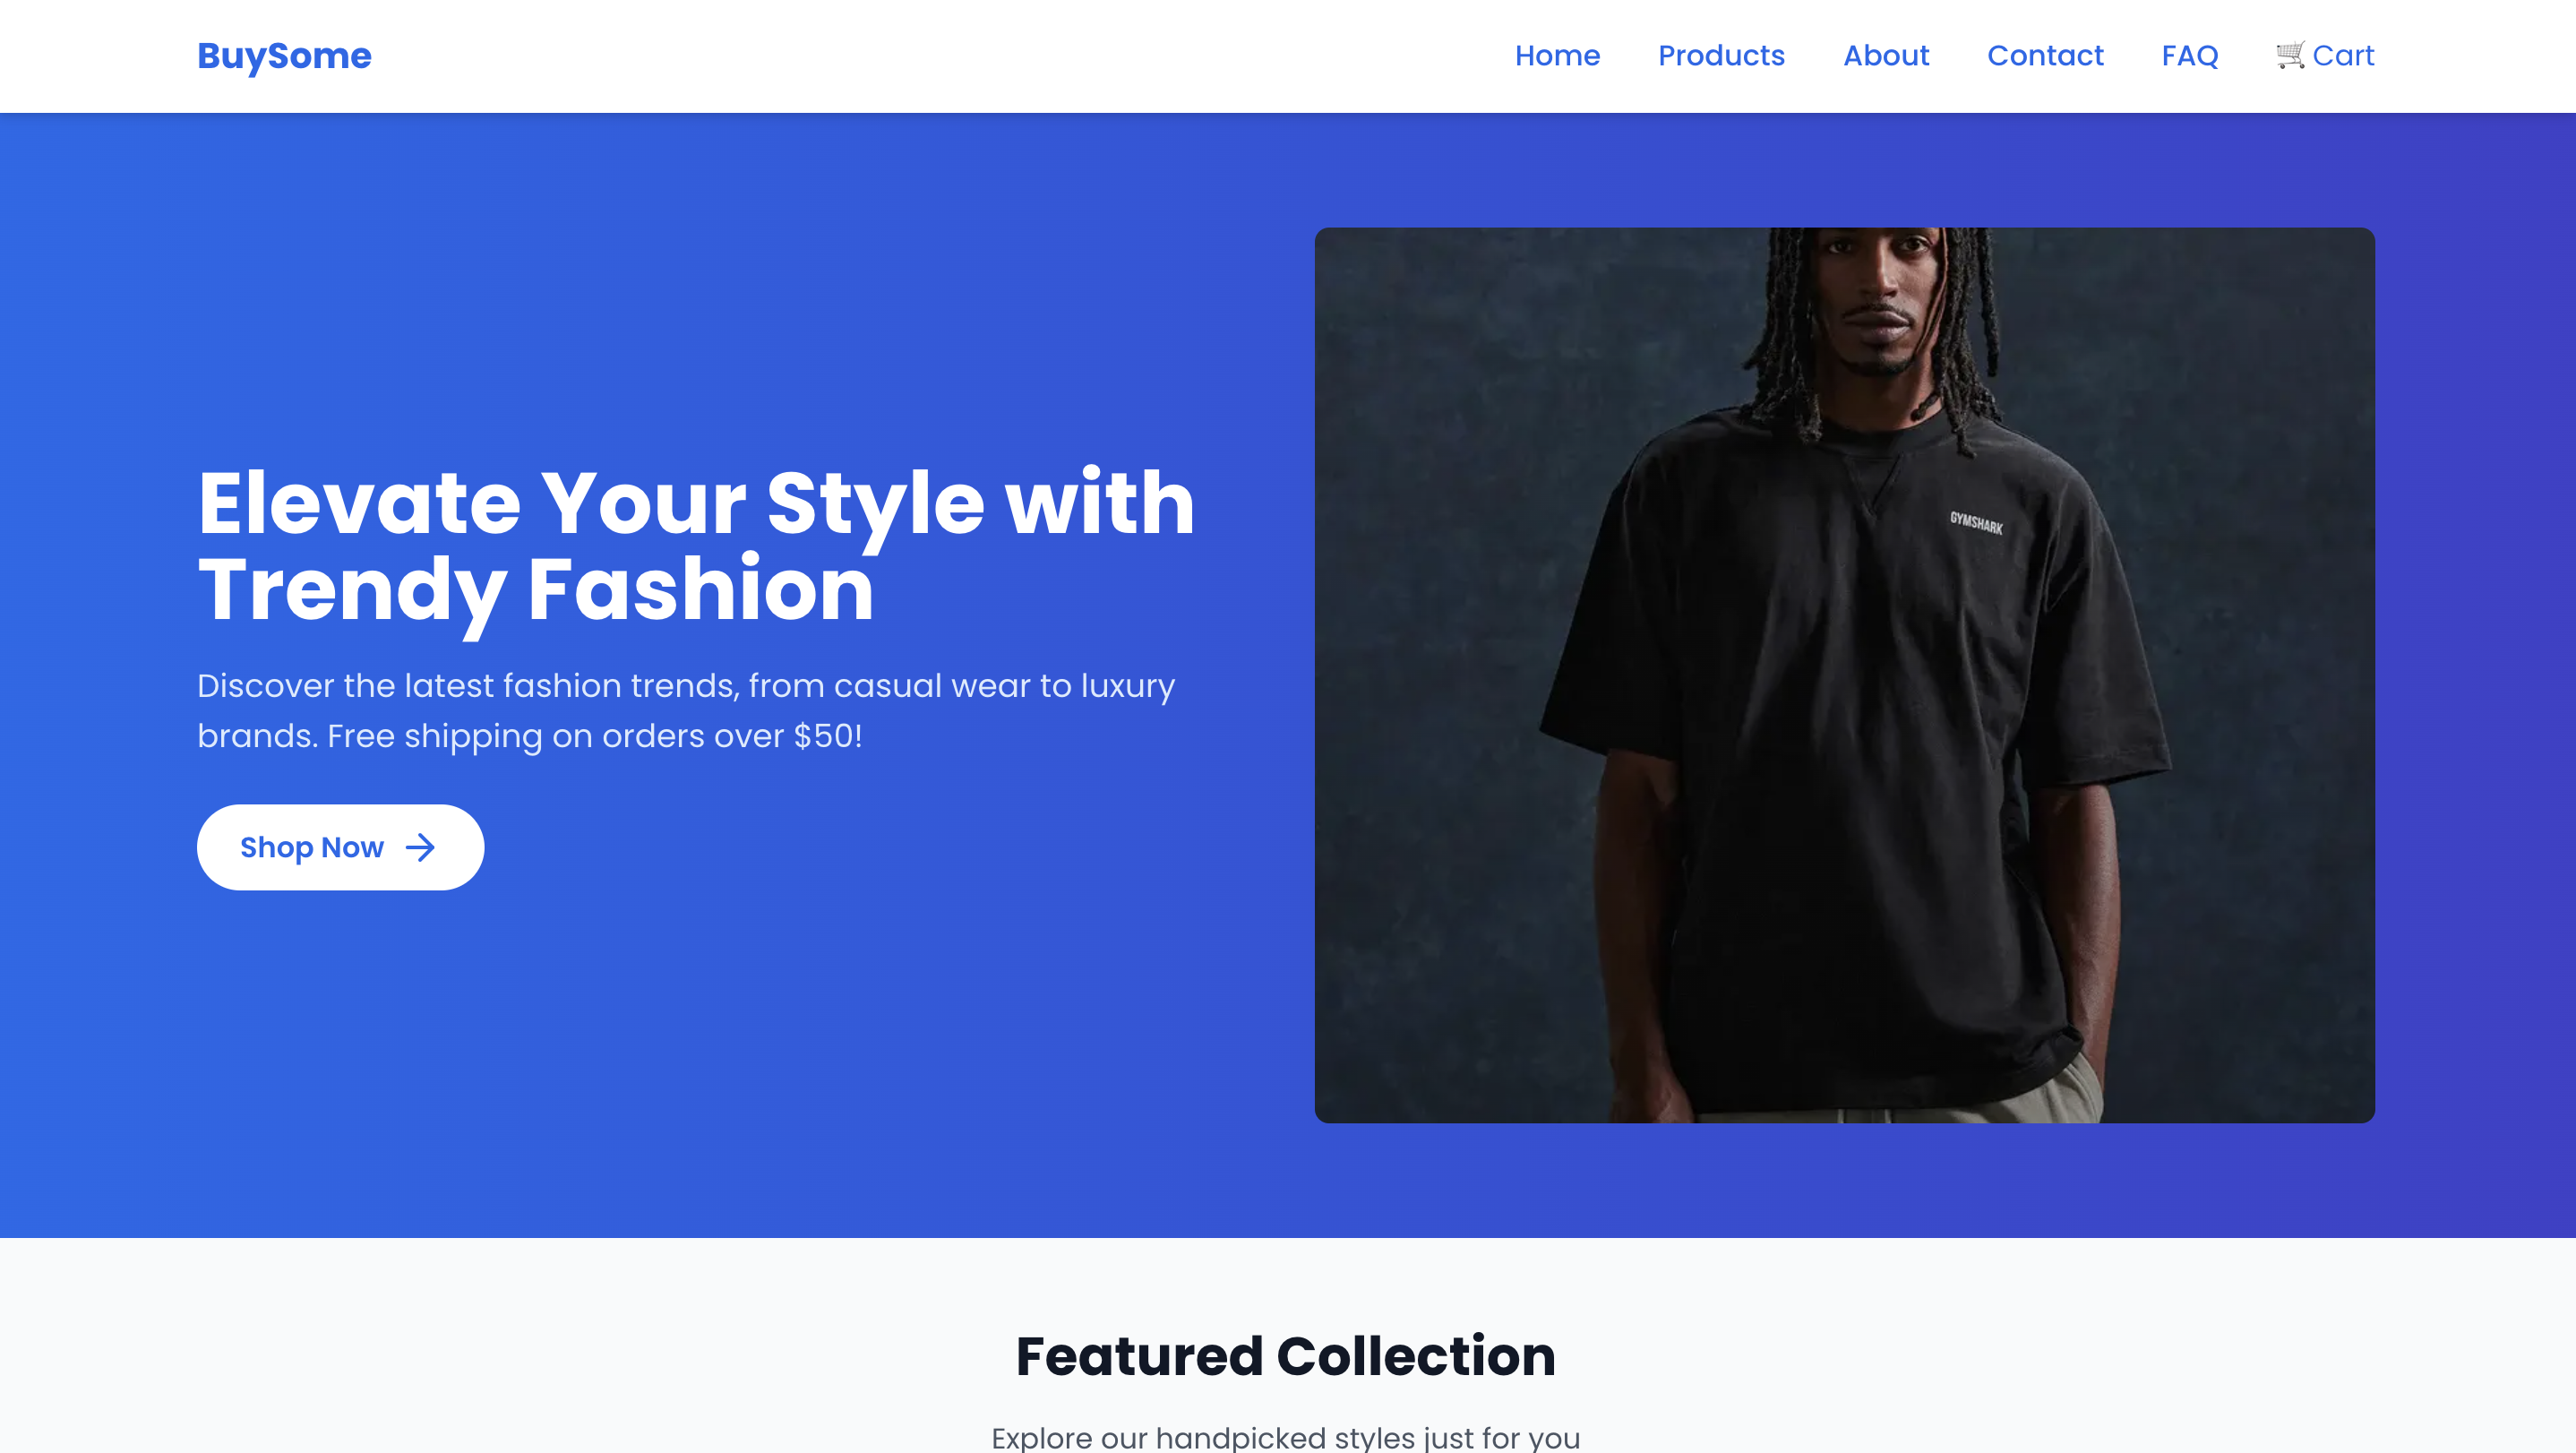 BuySome
Home Products About Contact FAQ 🛒 Cart
Elevate Your Style with
Trendy Fashion
Discover the latest fashion trends, from casual wear to luxury
brands. Free shipping on orders over $50!
Shop Now →
GYMSHARK
Featured Collection
Explore our handpicked styles just for you